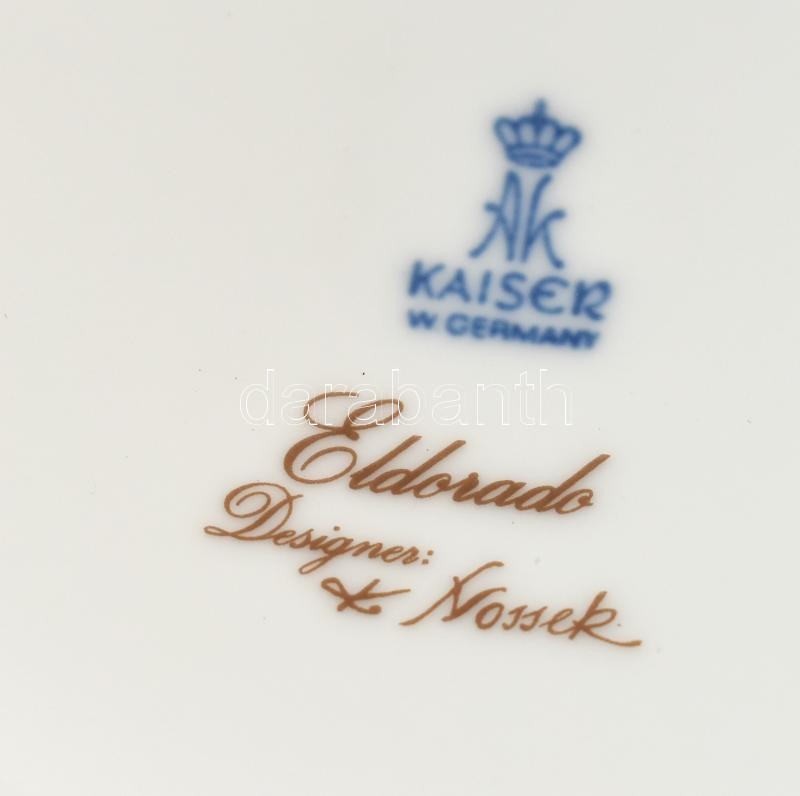 AK
KAISER
W. GERMANY
darabanth
Eldorado
Designer:
K Nossek